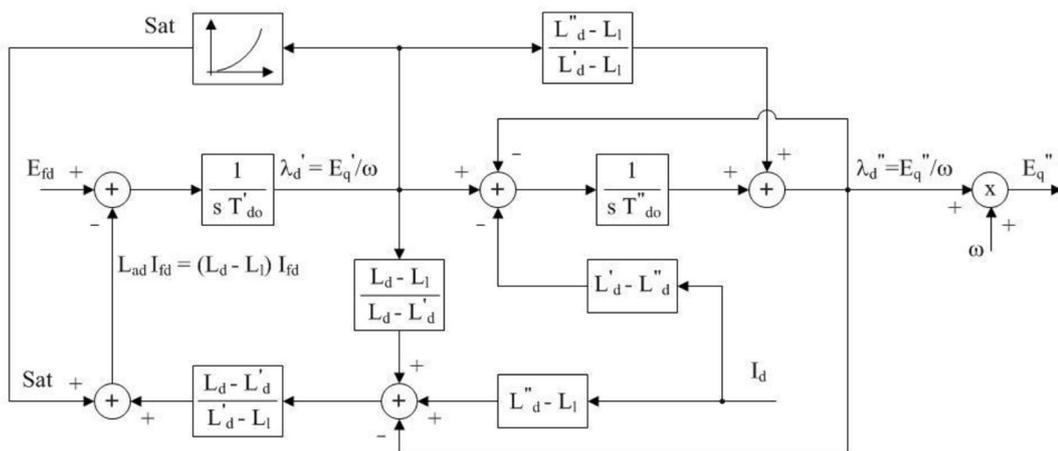 Sat
L"d - Ll
L'd - Ll
Efd
+
+
-
1
s T'do
λd' = Eq'/ω
+
-
+
-
1
s T"do
+
+
+
λd"=Eq"/ω
+
x
Eq"
+
ω
Lad Ifd = (Ld - Ll) Ifd
Ld - Ll
Ld - L'd
L'd - L"d
Id
Sat
+
+
+
Ld - L'd
L'd - Ll
+
+
+
-
L"d - Ll